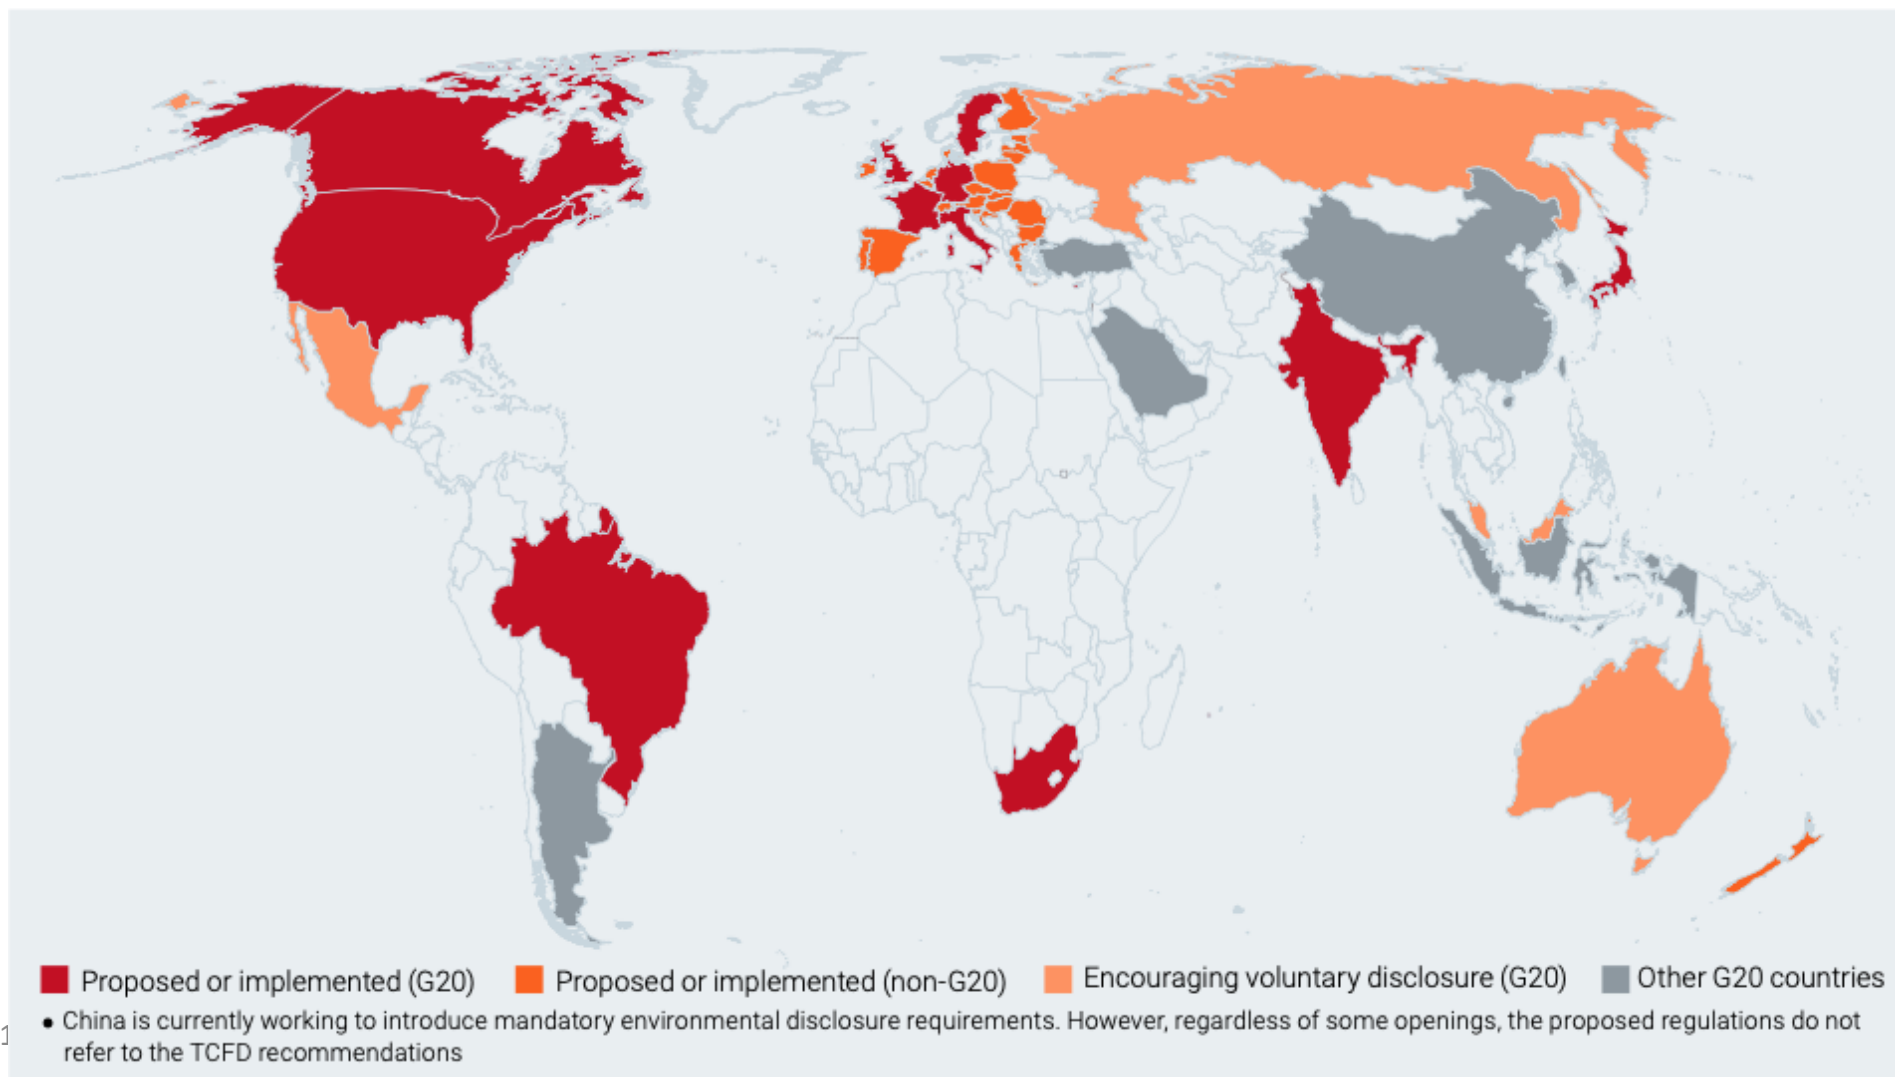 Proposed or implemented (G20)
Proposed or implemented (non-G20)
Encouraging voluntary disclosure (G20)
Other G20 countries
• China is currently working to introduce mandatory environmental disclosure requirements. However, regardless of some openings, the proposed regulations do not
refer to the TCFD recommendations
1